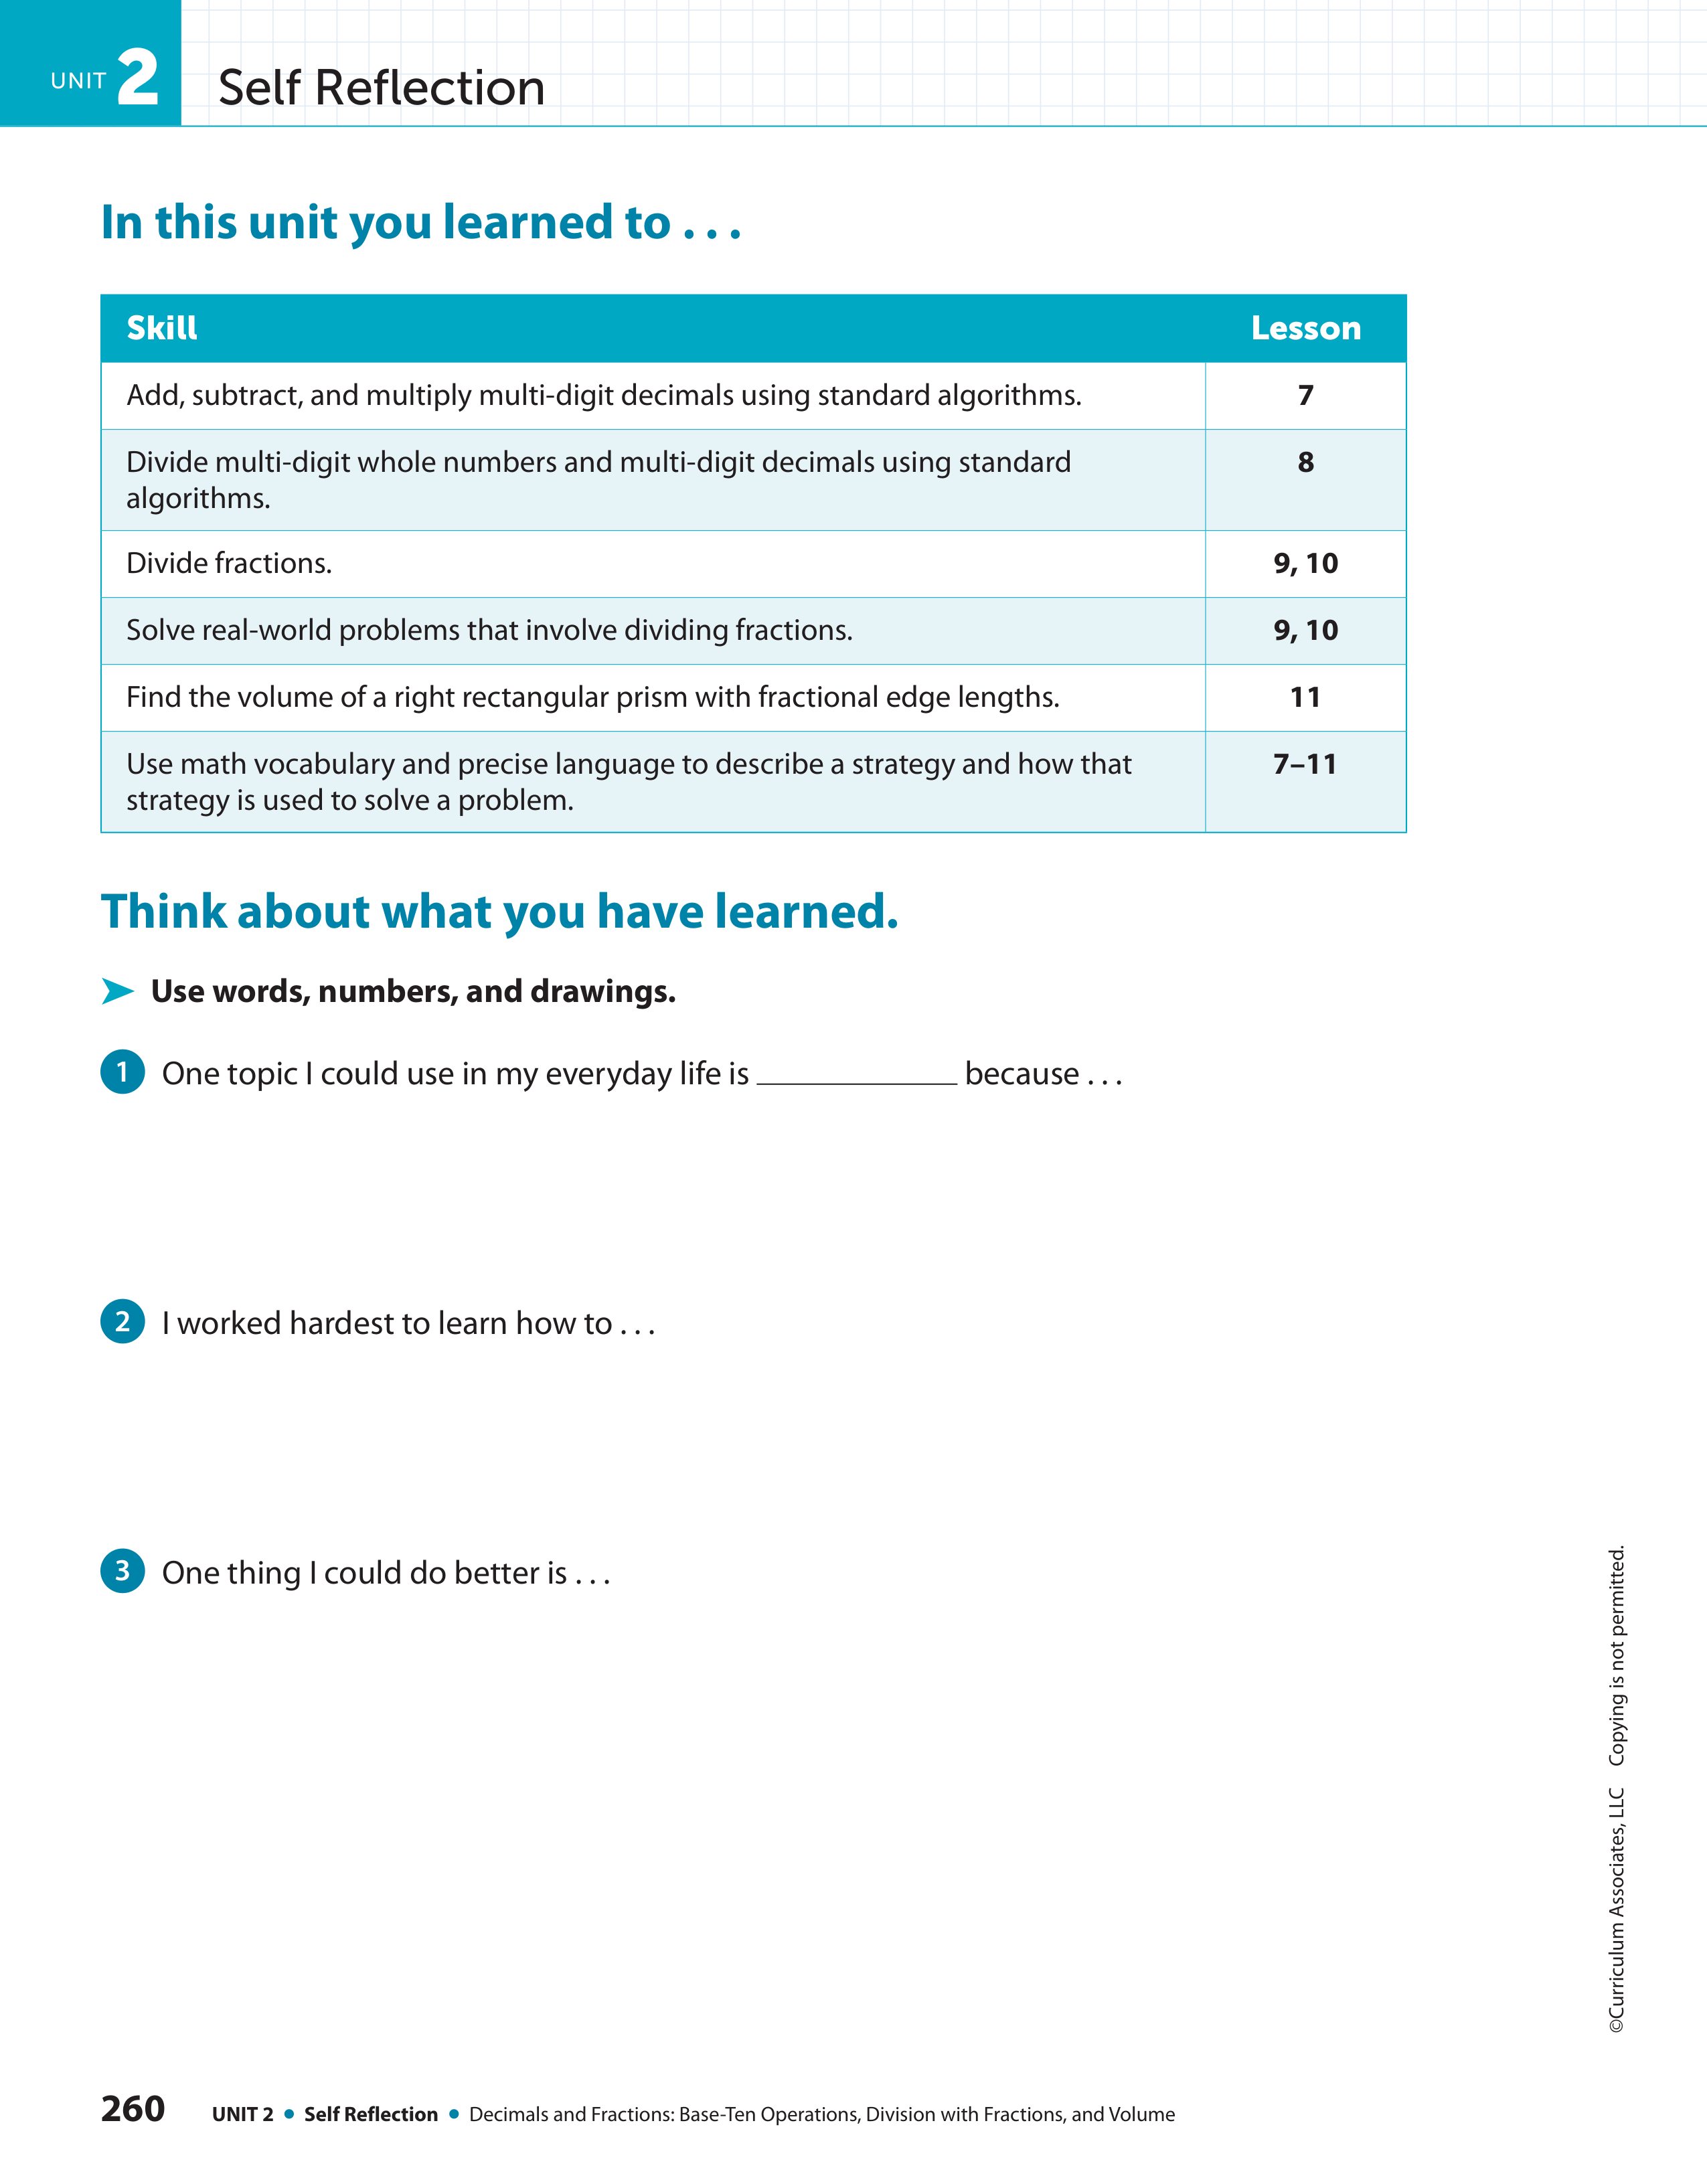 UNIT 2 Self Reflection
In this unit you learned to . . .
Skill Lesson
Add, subtract, and multiply multi-digit decimals using standard algorithms. 7
Divide multi-digit whole numbers and multi-digit decimals using standard 8
algorithms.
Divide fractions. 9, 10
Solve real-world problems that involve dividing fractions. 9, 10
Find the volume of a right rectangular prism with fractional edge lengths. 11
Use math vocabulary and precise language to describe a strategy and how that 7–11
strategy is used to solve a problem.
Think about what you have learned.
➤ Use words, numbers, and drawings.
1 One topic I could use in my everyday life is ____________ because . . .
2 I worked hardest to learn how to . . .
3 One thing I could do better is . . .
©Curriculum Associates, LLC Copying is not permitted.
260 UNIT 2 • Self Reflection • Decimals and Fractions: Base-Ten Operations, Division with Fractions, and Volume